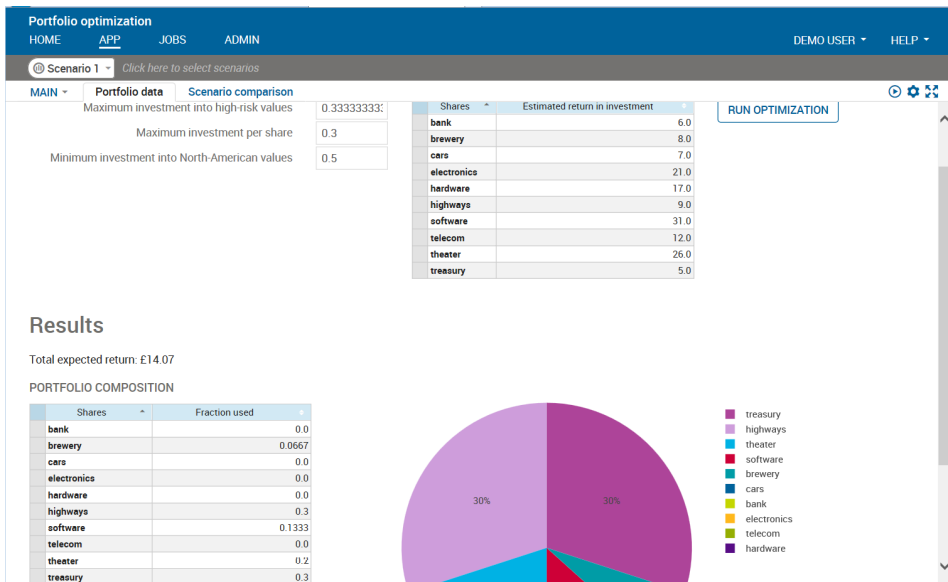 Portfolio optimization
HOME APP JOBS ADMIN DEMO USER HELP
Scenario 1 Click here to select scenarios
MAIN Portfolio data Scenario comparison
Maximum investment into high-risk values 0.333333333
Maximum investment per share 0.3
Minimum investment into North-American values 0.5
Shares Estimated return in investment
bank 6.0
brewery 8.0
cars 7.0
electronics 21.0
hardware 17.0
highways 9.0
software 31.0
telecom 12.0
theater 26.0
treasury 5.0
RUN OPTIMIZATION
Results
Total expected return: £14.07
PORTFOLIO COMPOSITION
Shares Fraction used
bank 0.0
brewery 0.0667
cars 0.0
electronics 0.0
hardware 0.0
highways 0.3
software 0.1333
telecom 0.0
theater 0.2
treasury 0.3
30% 30%
treasury
highways
theater
software
brewery
cars
bank
electronics
telecom
hardware